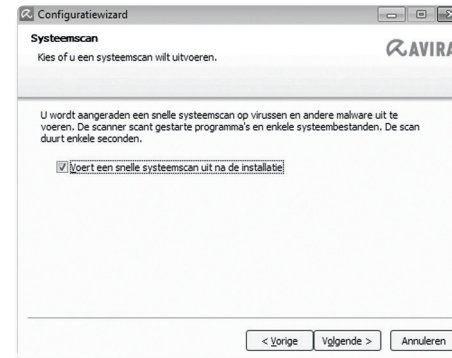 Configuratiewizard
Systeemscan
Kies of u een systeemscan wilt uitvoeren.
AVIRA
U wordt aangeraden een snelle systeemscan op virussen en andere malware uit te
voeren. De scanner scant gestarte programma's en enkele systeembestanden. De scan
duurt enkele seconden.
Voert een snelle systeemscan uit na de installatie
< Vorige Volgende > Annuleren